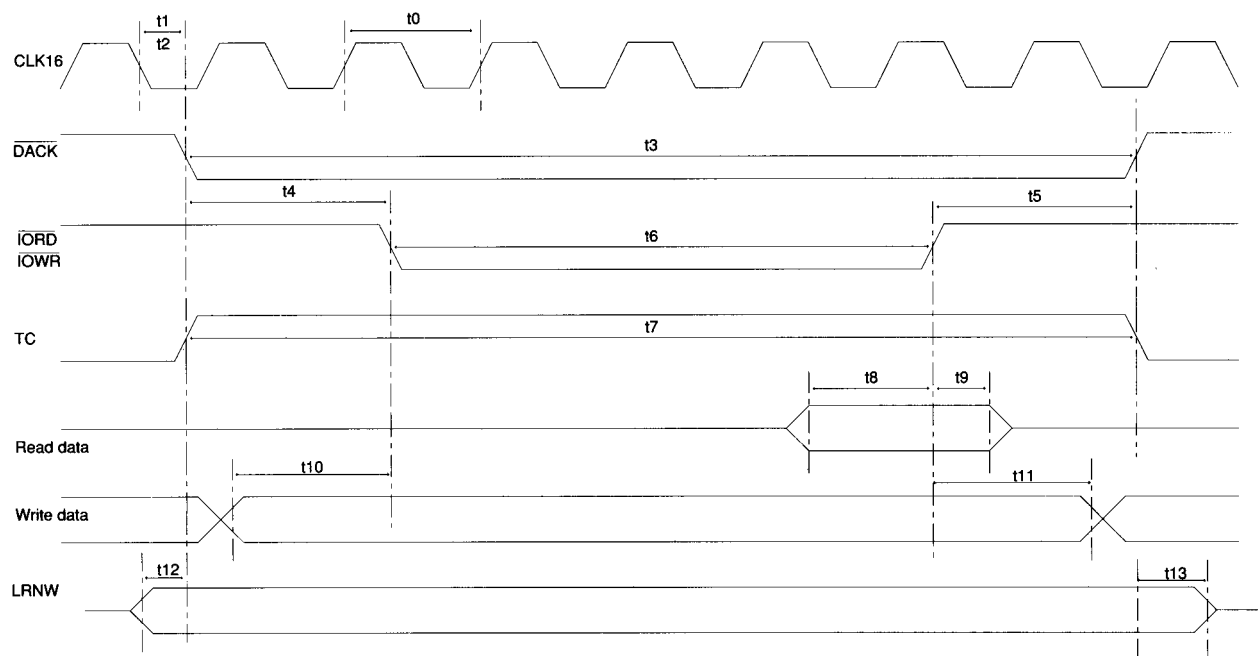 t1
t2
t0
CLK16
DACK
t3
t4
t5
IORD
IOWR
t6
TC
t7
t8
t9
Read data
t10
t11
Write data
t12
LRNW
t13